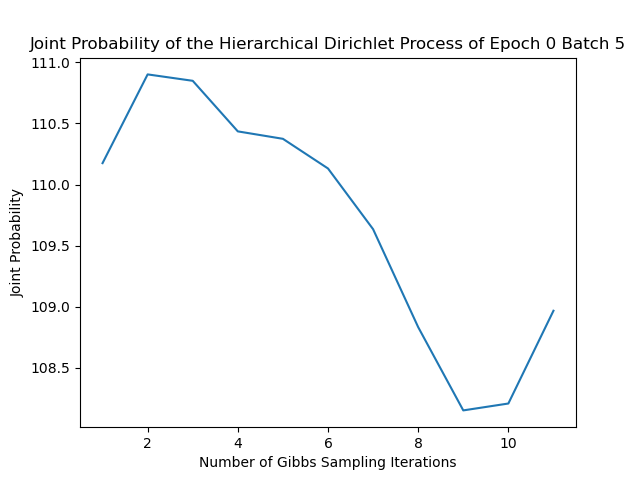 Joint Probability of the Hierarchical Dirichlet Process of Epoch 0 Batch 5
111.0
110.5
110.0
109.5
109.0
108.5
Joint Probability
2 4 6 8 10
Number of Gibbs Sampling Iterations